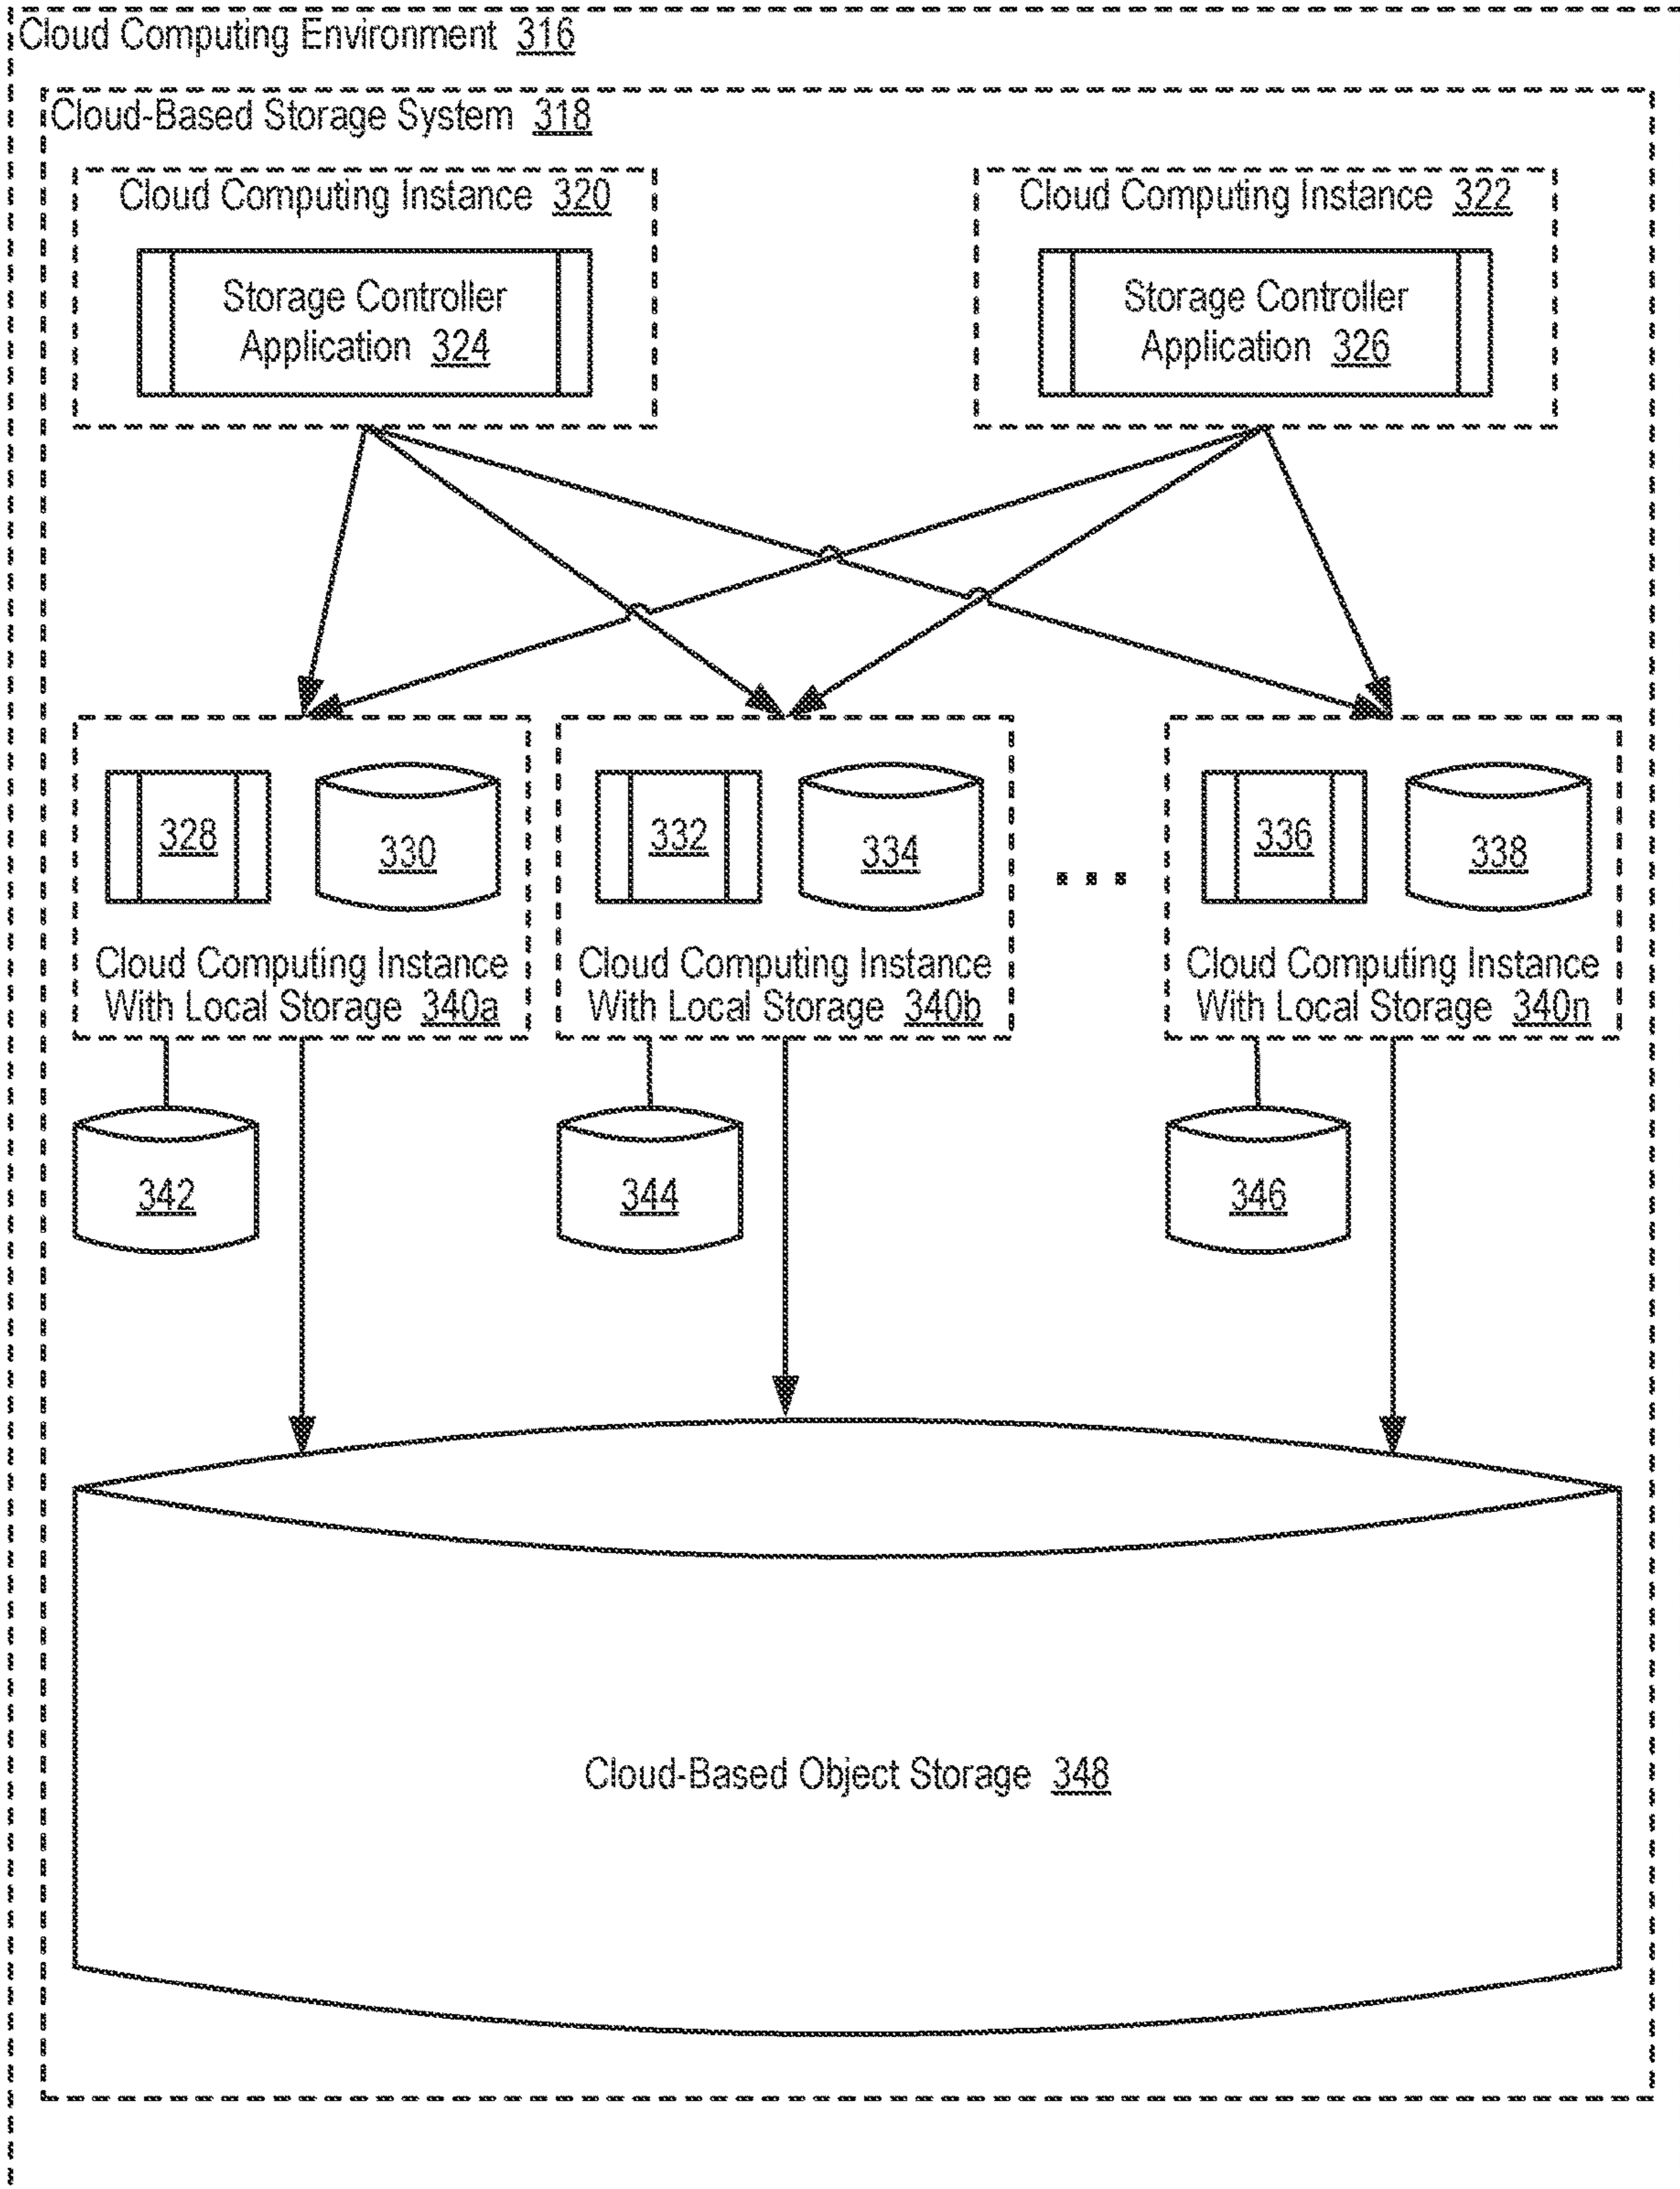 Cloud Computing Environment 316
Cloud-Based Storage System 318
Cloud Computing Instance 320
Storage Controller
Application 324
Cloud Computing Instance 322
Storage Controller
Application 326
328
330
Cloud Computing Instance
With Local Storage 340a
332
334
Cloud Computing Instance
With Local Storage 340b
...
336
338
Cloud Computing Instance
With Local Storage 340n
342
344
346
Cloud-Based Object Storage 348